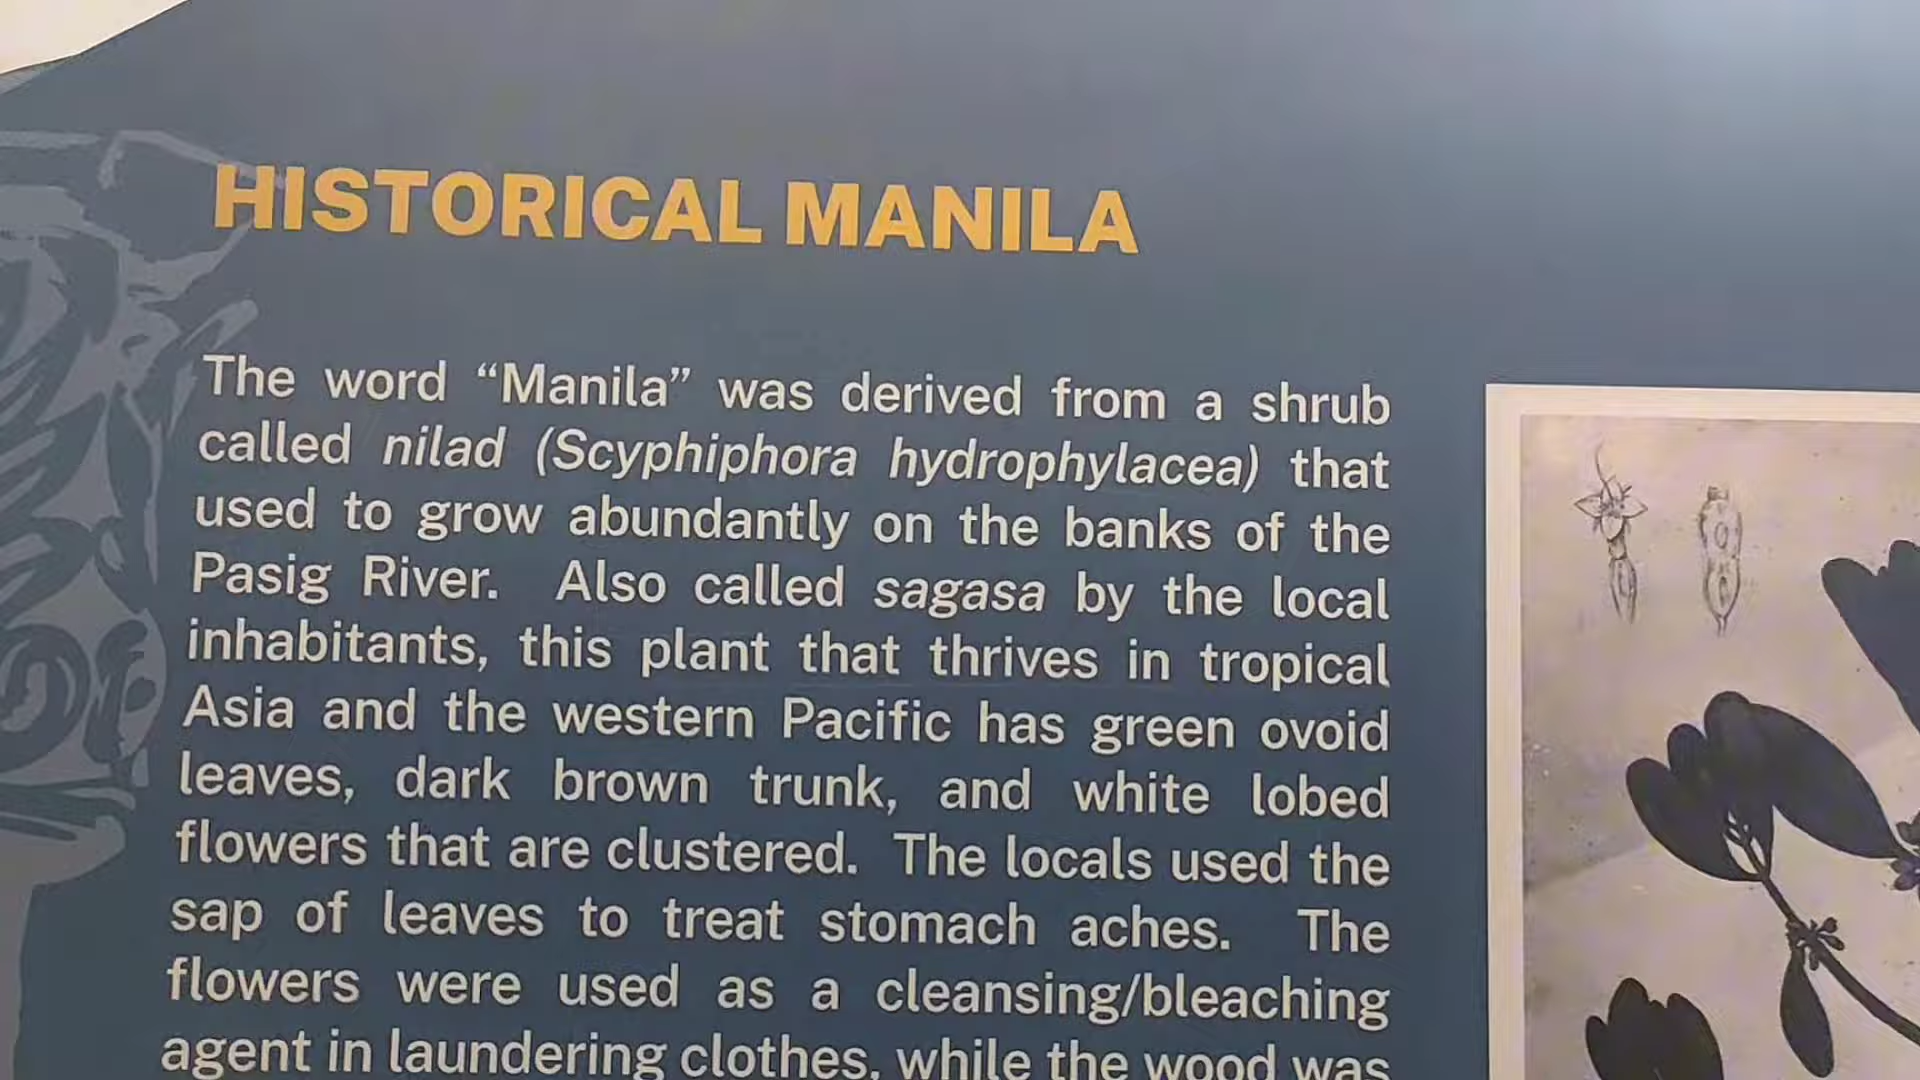 HISTORICAL MANILA
The word “Manila” was derived from a shrub
called nilad (Scyphiphora hydrophylacea) that
used to grow abundantly on the banks of the
Pasig River. Also called sagasa by the local
inhabitants, this plant that thrives in tropical
Asia and the western Pacific has green ovoid
leaves, dark brown trunk, and white lobed
flowers that are clustered. The locals used the
sap of leaves to treat stomach aches. The
flowers were used as a cleansing/bleaching
agent in laundering clothes, while the wood was